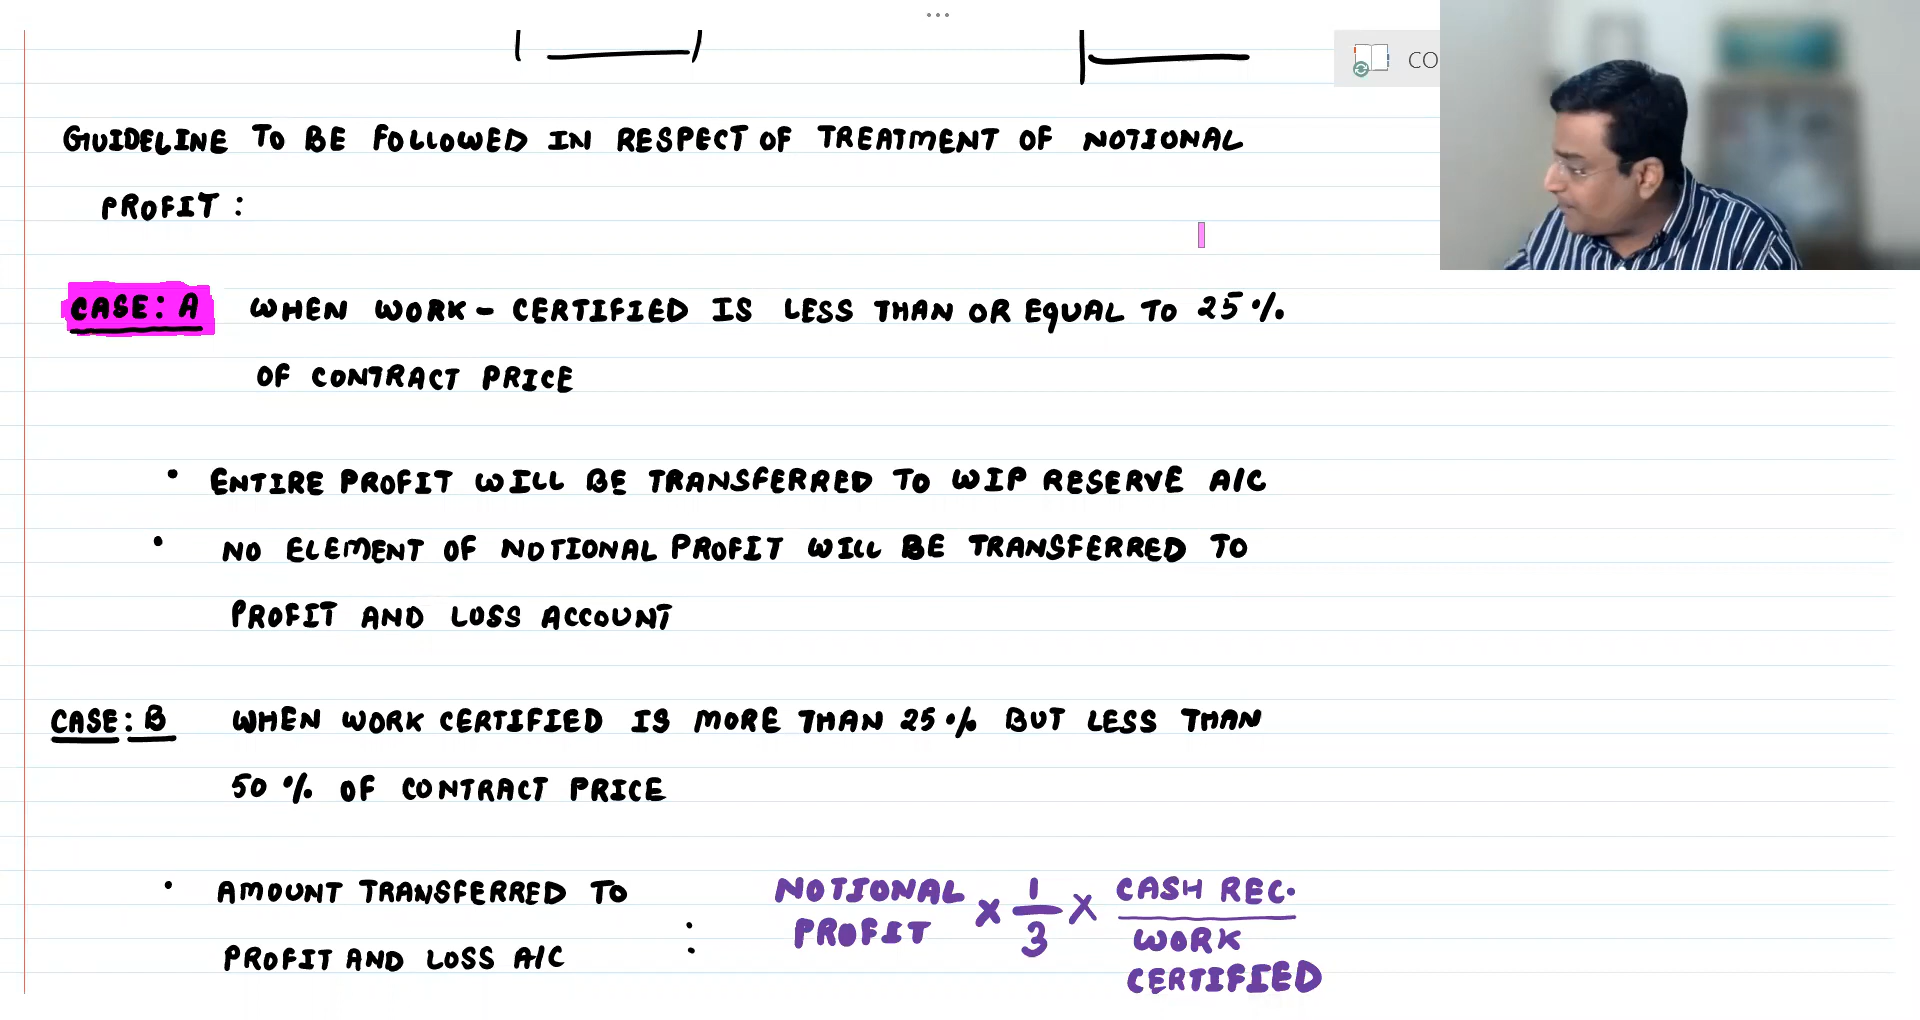 CO
GUIDELINE TO BE FOLLOWED IN RESPECT OF TREATMENT OF NOTIONAL
PROFIT :
CASE: A WHEN WORK - CERTIFIED IS LESS THAN OR EQUAL TO 25%
OF CONTRACT PRICE
• ENTIRE PROFIT WILL BE TRANSFERRED TO WIP RESERVE A/C
• NO ELEMENT OF NOTIONAL PROFIT WILL BE TRANSFERRED TO
PROFIT AND LOSS ACCOUNT
CASE: B WHEN WORK CERTIFIED IS MORE THAN 25% BUT LESS THAN
50% OF CONTRACT PRICE
• AMOUNT TRANSFERRED TO
PROFIT AND LOSS A/C :
NOTIONAL
PROFIT
× 1/3 ×
CASH REC.
WORK
CERTIFIED